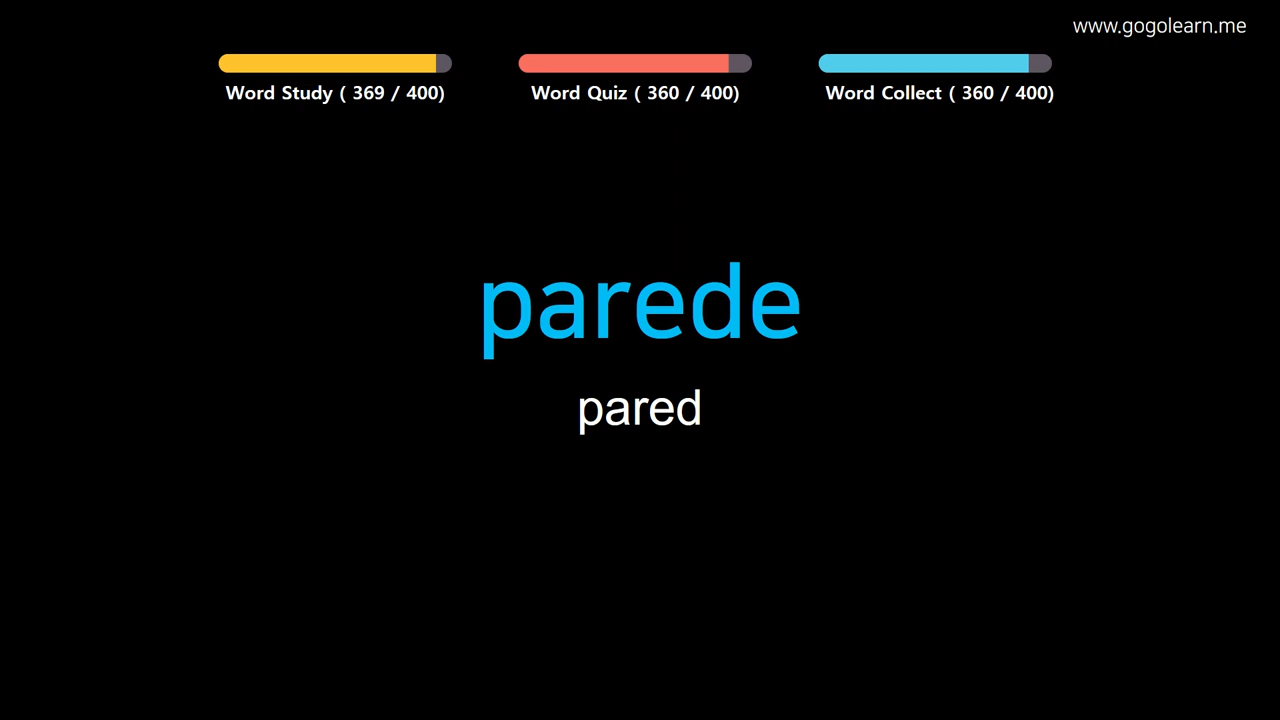 www.gogolearn.me
Word Study ( 369 / 400)
Word Quiz ( 360 / 400)
Word Collect ( 360 / 400)
parede
pared